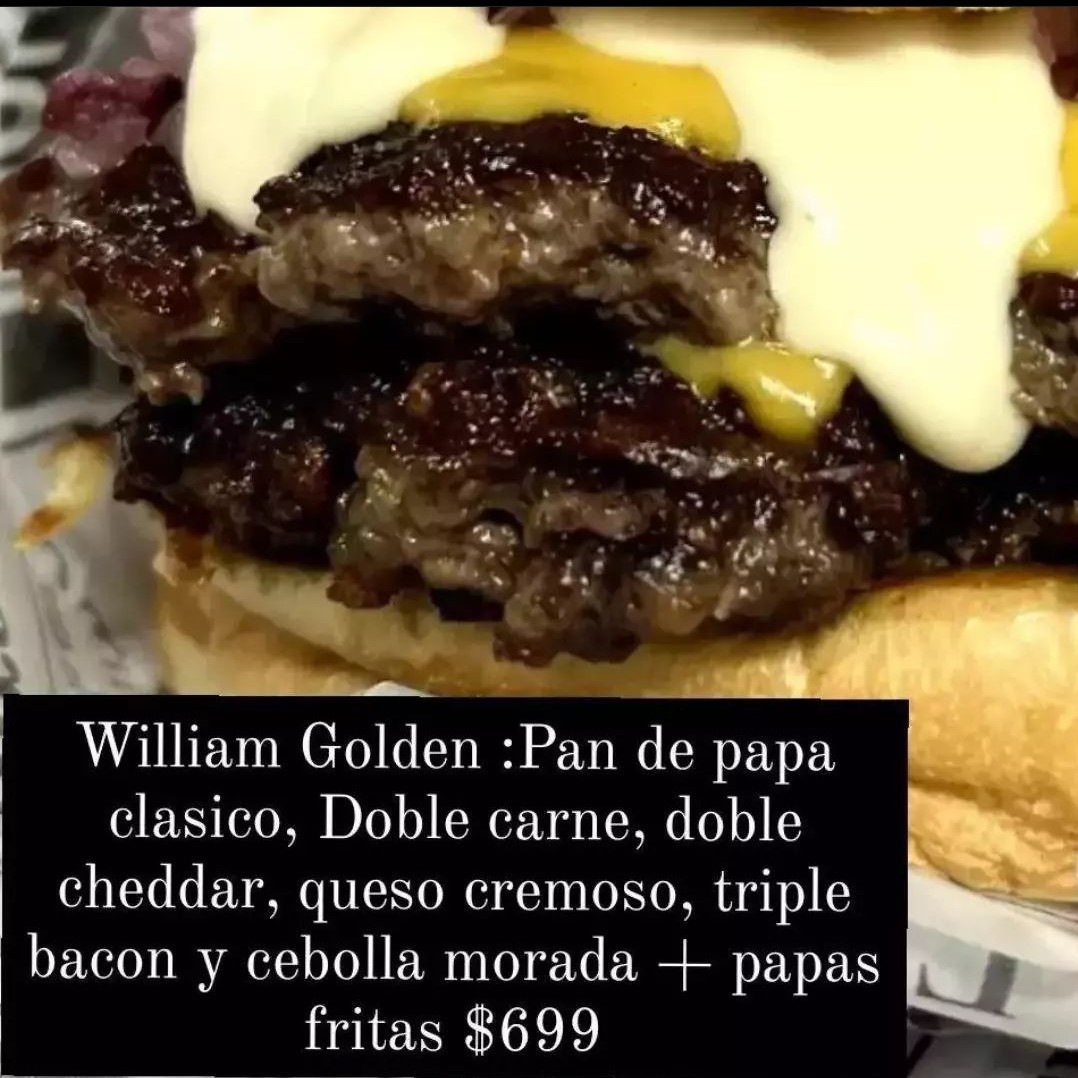 William Golden :Pan de papa
clasico, Doble carne, doble
cheddar, queso cremoso, triple
bacon y cebolla morada + papas
fritas $699